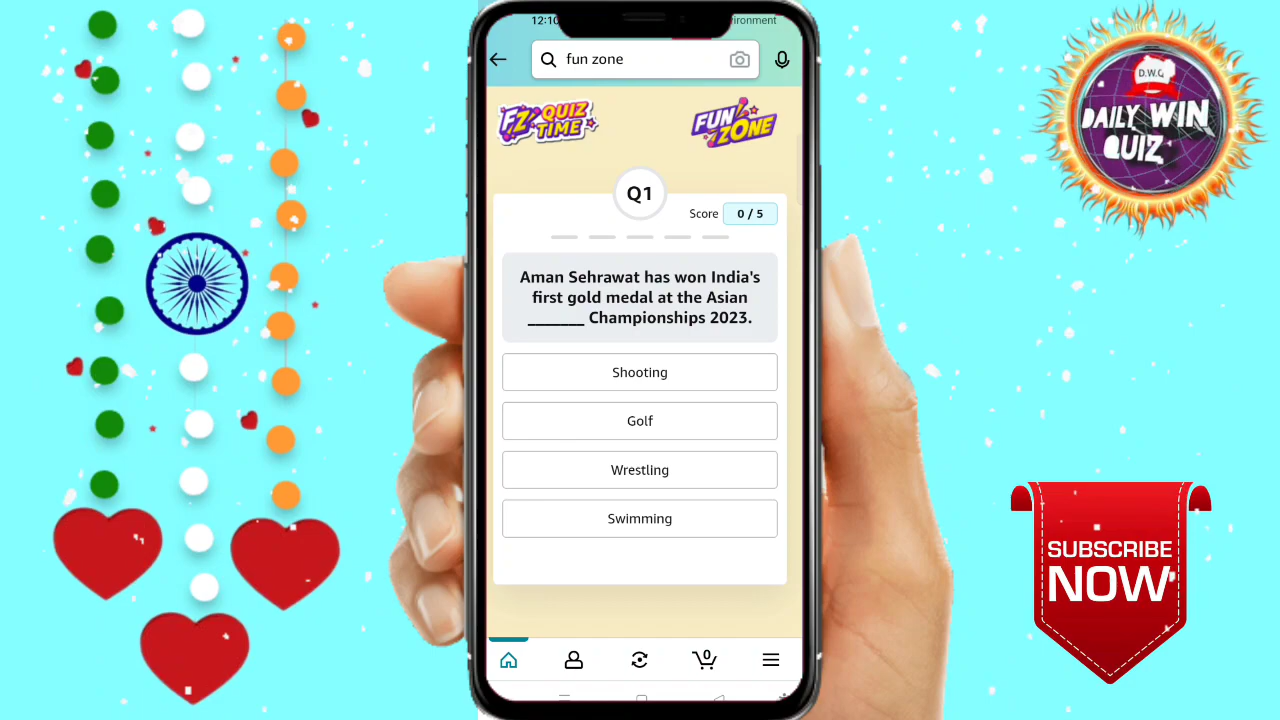 12:10
vironment
fun zone
FZ QUIZ
TIME
FUN
ZONE
Q1
Score 0 / 5
Aman Sehrawat has won India's
first gold medal at the Asian
_______ Championships 2023.
Shooting
Golf
Wrestling
Swimming
0
D.W.Q
DAILY WIN
QUIZ
SUBSCRIBE
NOW